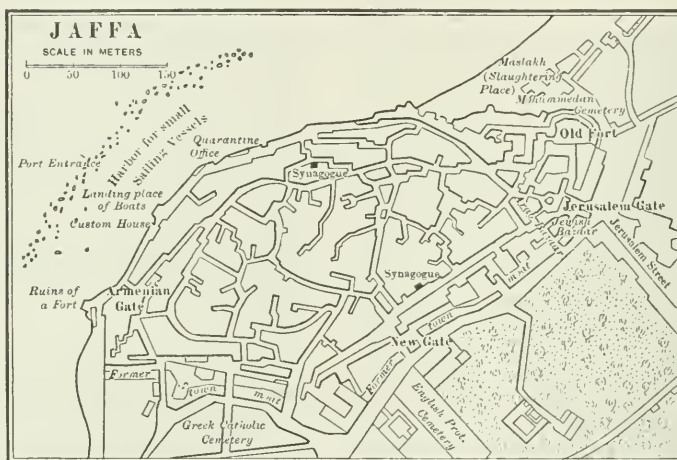 JAFFA
SCALE IN METERS
0 50 100 150
Maslakh
(Slaughtering
Place)
Mohammedan
Cemetery
Old Fort
Harbor for small
Sailing Vessels
Quarantine
Office
Port Entrance
Synagogue
Landing place
of Boats
Custom House
Jerusalem Gate
Jewish
Bazaar
Jerusalem Street
Synagogue
Ruins of
a Fort
Armenian
Gate
town
moat
New Gate
Former
Former
town
moat
English Prot.
Cemetery
Greek Catholic
Cemetery